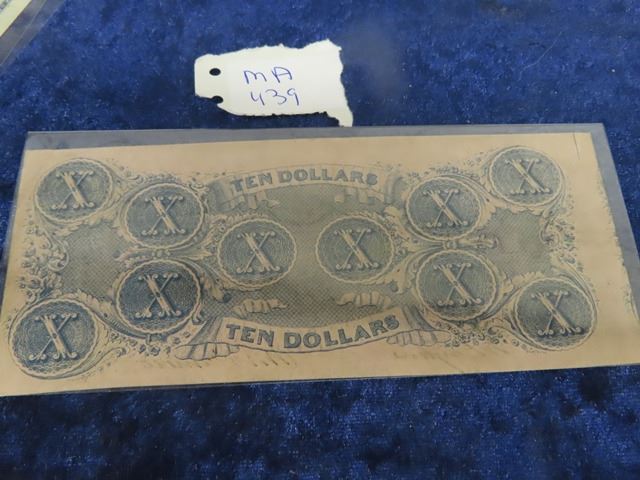 MA
439
TEN DOLLARS
X X
X X X X
X X
X X
TEN DOLLARS